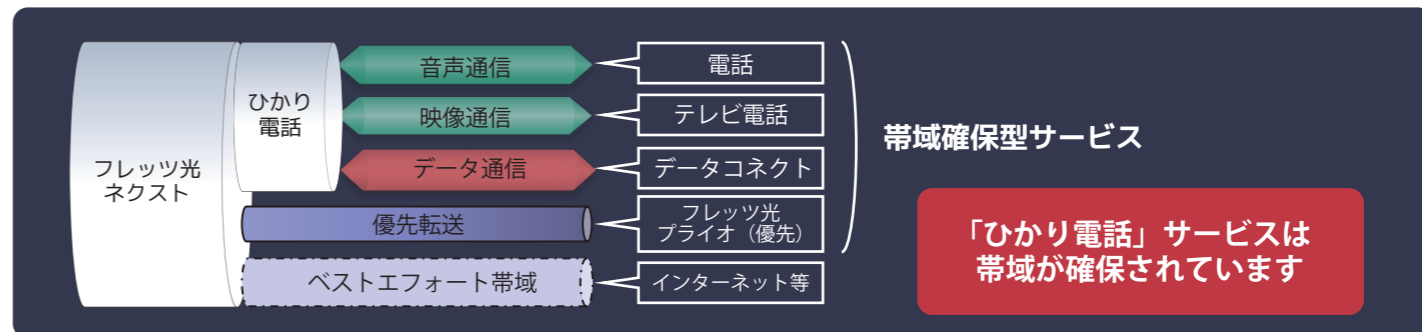 フレッツ光
ネクスト
ひかり
電話
音声通信
電話
映像通信
テレビ電話
データ通信
データコネクト
優先転送
フレッツ光
プライオ（優先）
ベストエフォート帯域
インターネット等
帯域確保型サービス
「ひかり電話」サービスは
帯域が確保されています